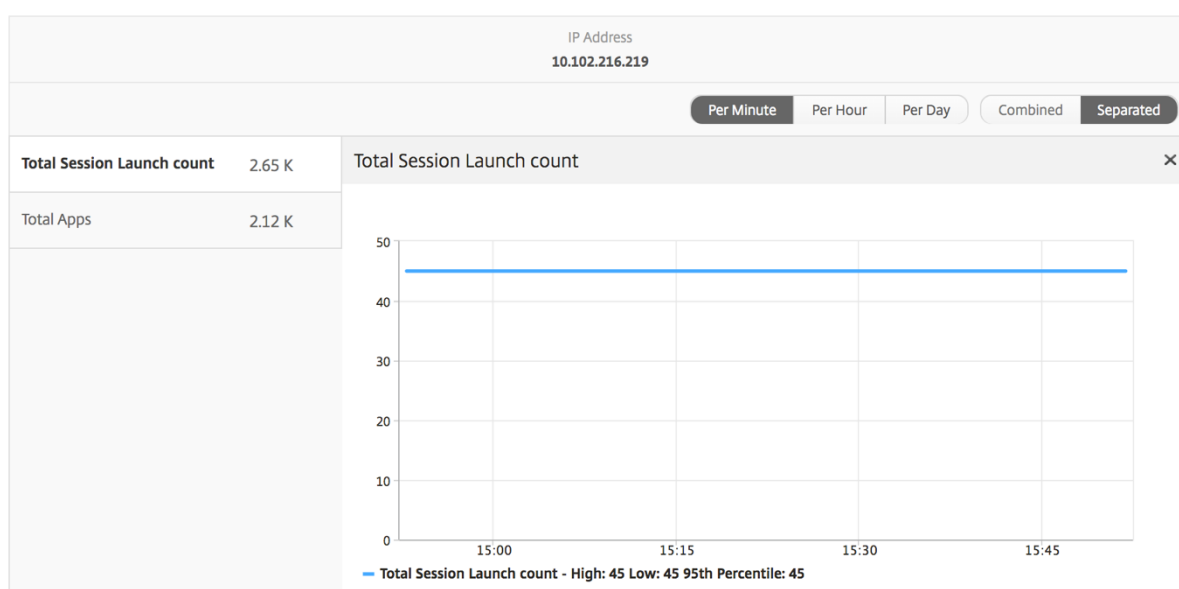 IP Address
10.102.216.219
Per Minute Per Hour Per Day Combined Separated
Total Session Launch count 2.65 K
Total Apps 2.12 K
Total Session Launch count ×
50
40
30
20
10
0
15:00 15:15 15:30 15:45
Total Session Launch count - High: 45 Low: 45 95th Percentile: 45